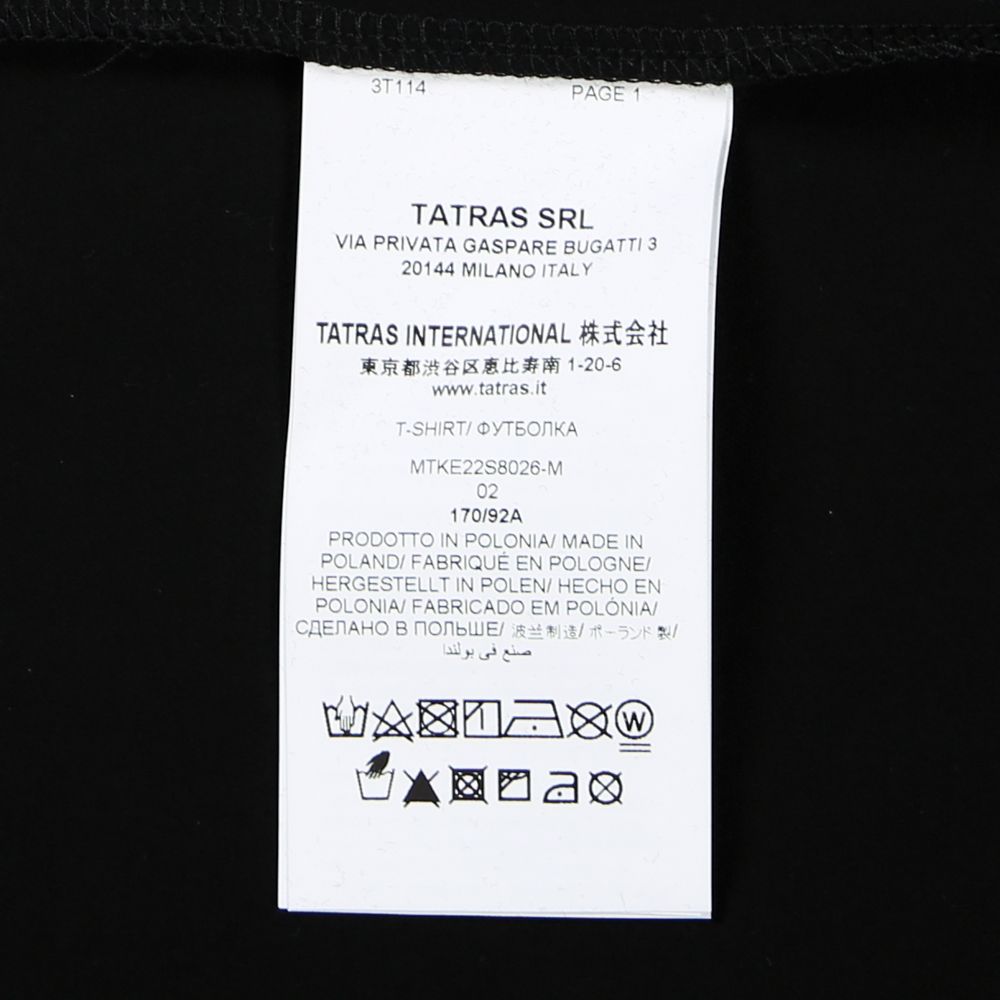 3T114 PAGE 1
TATRAS SRL
VIA PRIVATA GASPARE BUGATTI 3
20144 MILANO ITALY
TATRAS INTERNATIONAL 株式会社
東京都渋谷区恵比寿南 1-20-6
www.tatras.it
T-SHIRT/ ФУТБОЛКА
MTKE22S8026-M
02
170/92A
PRODOTTO IN POLONIA/ MADE IN
POLAND/ FABRIQUÉ EN POLOGNE/
HERGESTELLT IN POLEN/ HECHO EN
POLONIA/ FABRICADO EM POLÓNIA/
СДЕЛАНО В ПОЛЬШЕ/ 波兰制造/ ポーランド 製/
صنع في بولندا
W